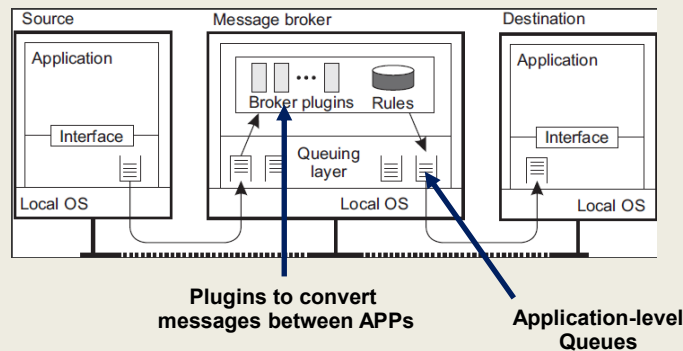 Source
Message broker
Destination
Application
Broker plugins
Rules
Application
Interface
Queuing
layer
Interface
Local OS
Local OS
Local OS
Plugins to convert
messages between APPs
Application-level
Queues